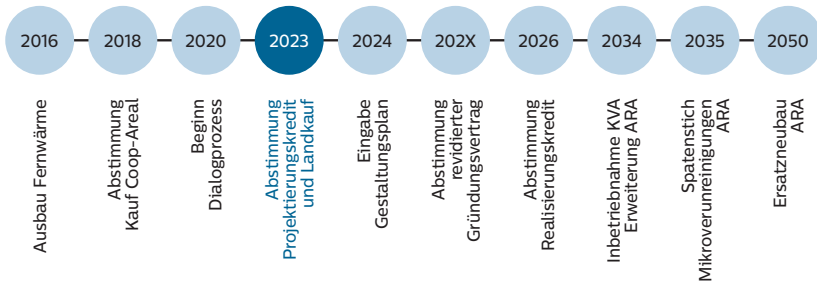 2016
2018
2020
2023
2024
202X
2026
2034
2035
2050
Ausbau Fernwärme
Abstimmung
Kauf Coop-Areal
Beginn
Dialogprozess
Abstimmung
Projektierungskredit
und Landkauf
Eingabe
Gestaltungsplan
Abstimmung
revidierter
Gründungsvertrag
Abstimmung
Realisierungskredit
Inbetriebnahme KVA
Erweiterung ARA
Spatenstich
Mikroverunreinigungen
ARA
Ersatzneubau
ARA